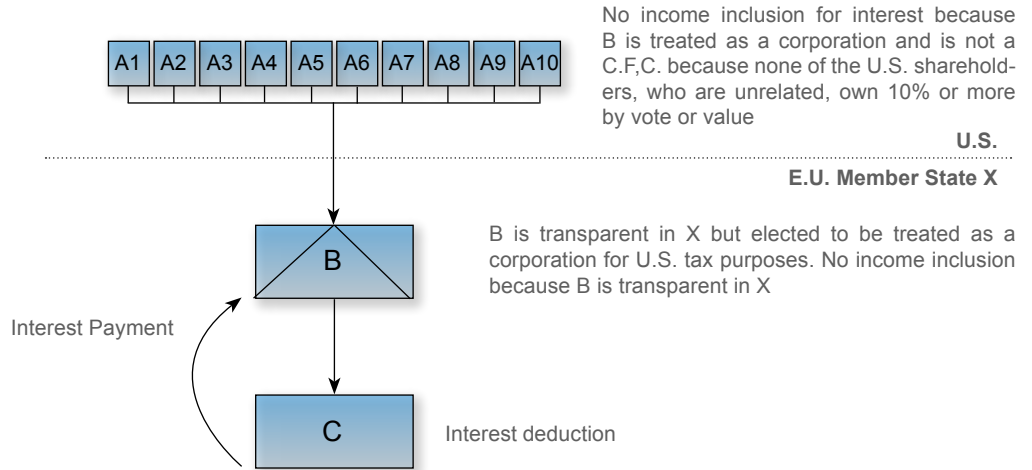 No income inclusion for interest because
B is treated as a corporation and is not a
C.F,C. because none of the U.S. sharehold-
ers, who are unrelated, own 10% or more
by vote or value
A1 A2 A3 A4 A5 A6 A7 A8 A9 A10
U.S.
E.U. Member State X
B is transparent in X but elected to be treated as a
corporation for U.S. tax purposes. No income inclusion
because B is transparent in X
B
Interest Payment
C
Interest deduction